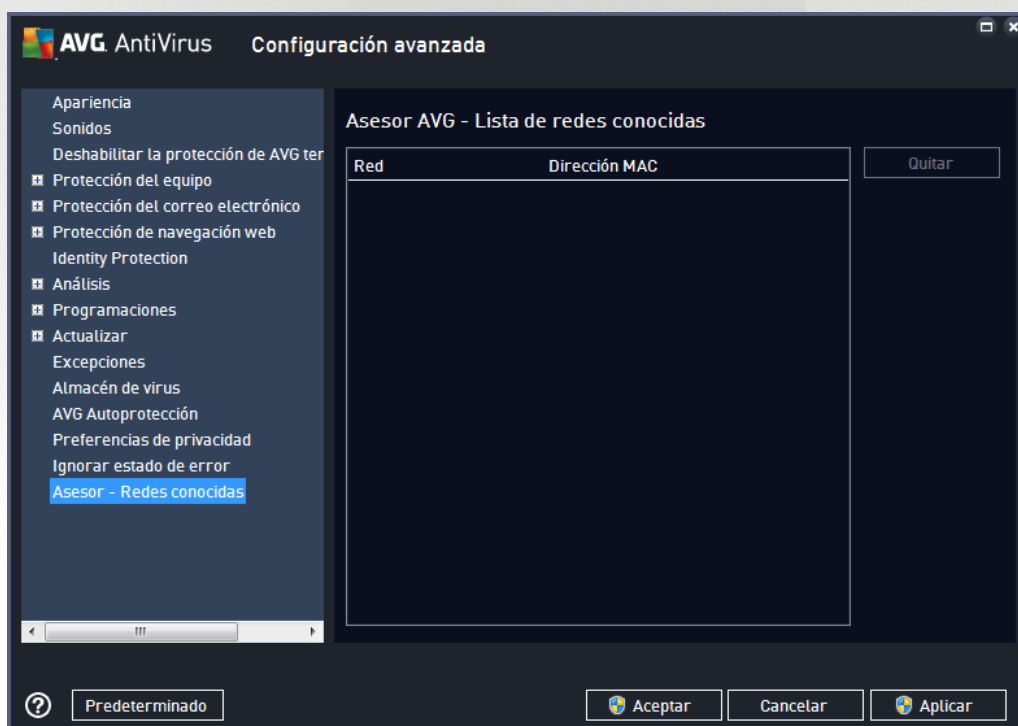 AVG. AntiVirus Configuración avanzada
Apariencia
Sonidos
Deshabilitar la protección de AVG ter
Protección del equipo
Protección del correo electrónico
Protección de navegación web
Identity Protection
Análisis
Programaciones
Actualizar
Excepciones
Almacén de virus
AVG Autoprotección
Preferencias de privacidad
Ignorar estado de error
Asesor - Redes conocidas
Asesor AVG - Lista de redes conocidas
Red Dirección MAC
Quitar
? Predeterminado Aceptar Cancelar Aplicar